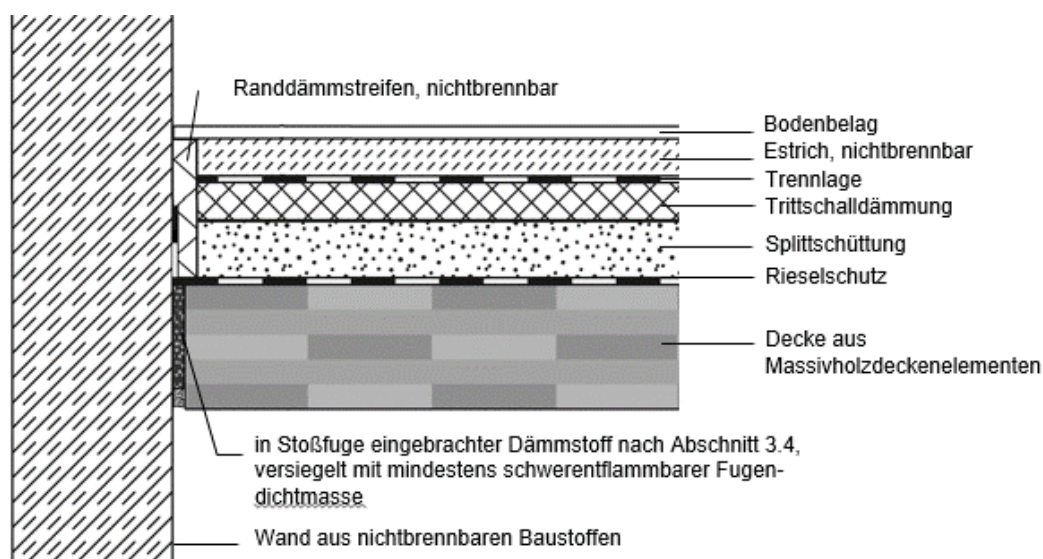 Randdämmstreifen, nichtbrennbar
Bodenbelag
Estrich, nichtbrennbar
Trennlage
Trittschalldämmung
Splittschüttung
Rieselschutz
Decke aus
Massivholzdeckenelementen
in Stoßfuge eingebrachter Dämmstoff nach Abschnitt 3.4,
versiegelt mit mindestens schwerentflammbarer Fugen-
dichtmasse
Wand aus nichtbrennbaren Baustoffen